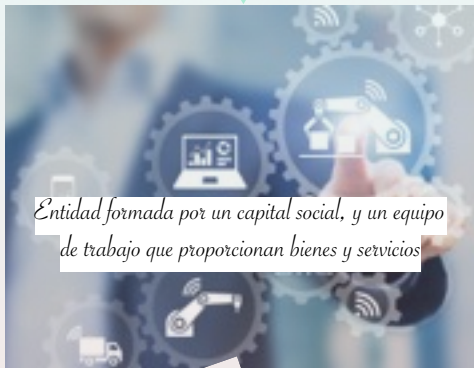 Entidad formada por un capital social, y un equipo
de trabajo que proporcionan bienes y servicios